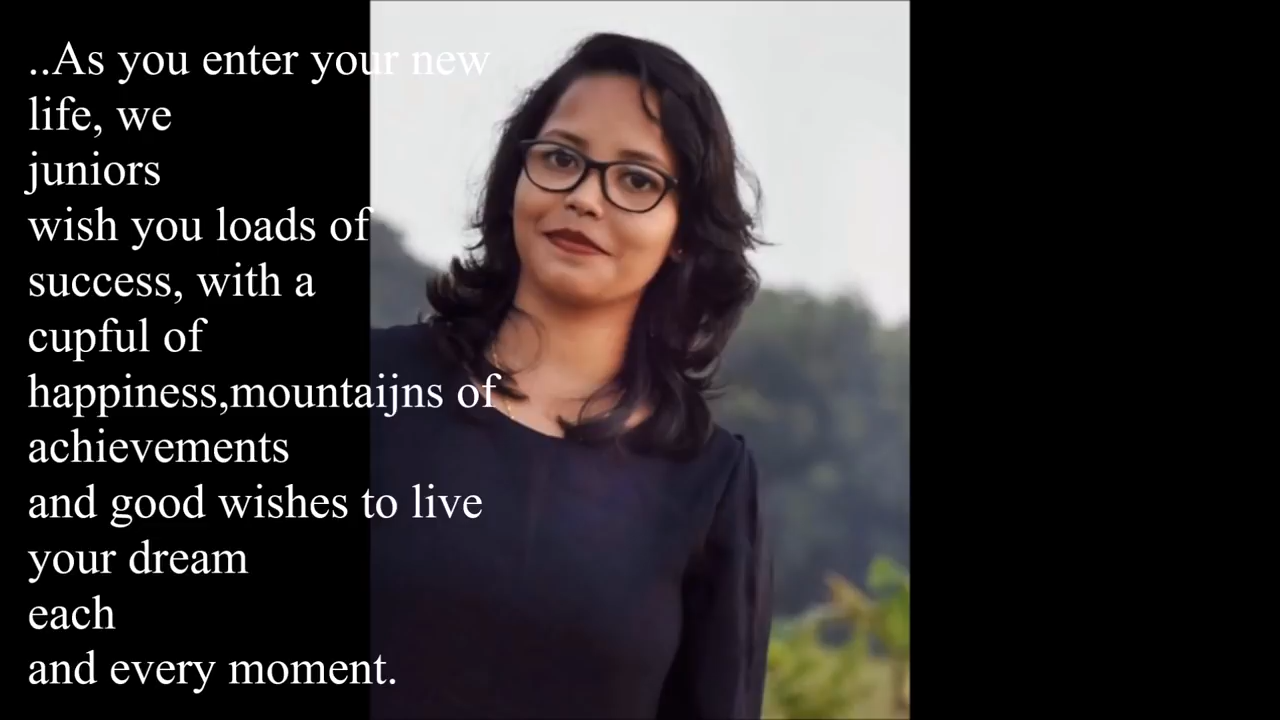 ..As you enter your new
life, we
juniors
wish you loads of
success, with a
cupful of
happiness,mountaijns of
achievements
and good wishes to live
your dream
each
and every moment.